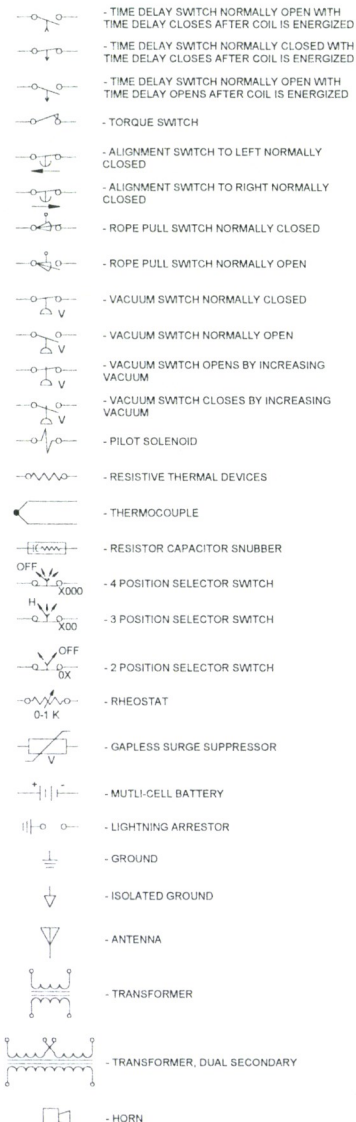 - TIME DELAY SWITCH NORMALLY OPEN WITH
TIME DELAY CLOSES AFTER COIL IS ENERGIZED
- TIME DELAY SWITCH NORMALLY CLOSED WITH
TIME DELAY CLOSES AFTER COIL IS ENERGIZED
- TIME DELAY SWITCH NORMALLY OPEN WITH
TIME DELAY OPENS AFTER COIL IS ENERGIZED
- TORQUE SWITCH
- ALIGNMENT SWITCH TO LEFT NORMALLY
CLOSED
- ALIGNMENT SWITCH TO RIGHT NORMALLY
CLOSED
- ROPE PULL SWITCH NORMALLY CLOSED
- ROPE PULL SWITCH NORMALLY OPEN
V - VACUUM SWITCH NORMALLY CLOSED
V - VACUUM SWITCH NORMALLY OPEN
- VACUUM SWITCH OPENS BY INCREASING
V VACUUM
- VACUUM SWITCH CLOSES BY INCREASING
V VACUUM
- PILOT SOLENOID
- RESISTIVE THERMAL DEVICES
- THERMOCOUPLE
- RESISTOR CAPACITOR SNUBBER
OFF
X000 - 4 POSITION SELECTOR SWITCH
H
X00 - 3 POSITION SELECTOR SWITCH
OFF
0X - 2 POSITION SELECTOR SWITCH
- RHEOSTAT
0-1 K
- GAPLESS SURGE SUPPRESSOR
V
+ - - MUTLI-CELL BATTERY
- LIGHTNING ARRESTOR
- GROUND
- ISOLATED GROUND
- ANTENNA
- TRANSFORMER
- TRANSFORMER, DUAL SECONDARY
- HORN